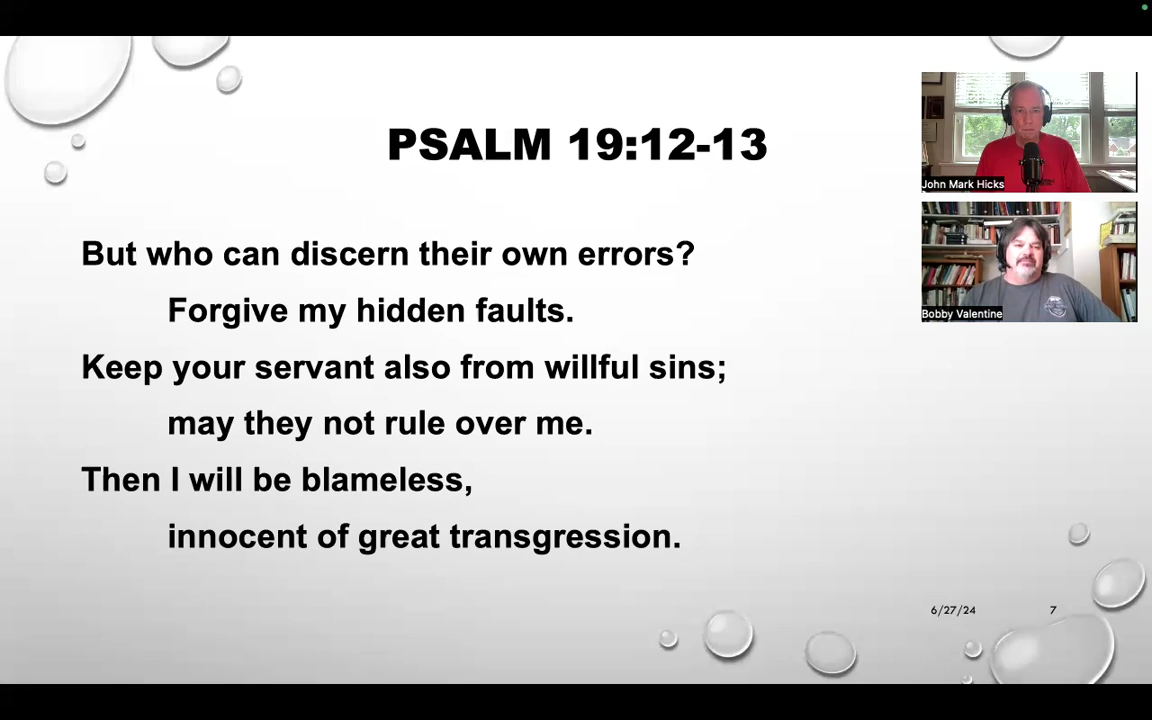 PSALM 19:12-13
John Mark Hicks
But who can discern their own errors?
Forgive my hidden faults.
Bobby Valentine
Keep your servant also from willful sins;
may they not rule over me.
Then I will be blameless,
innocent of great transgression.
6/27/24
7